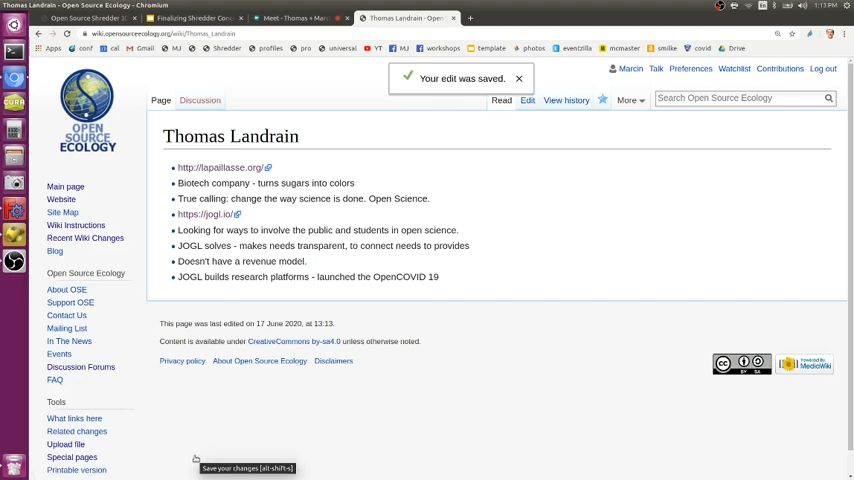 Thomas Landrain - Open Source Ecology - Chromium
1:13 PM
Open Source Shredder 3D
Finalizing Shredder Conc
Meet - Thomas + Marc
Thomas Landrain - Open
wiki.opensourceecology.org/wiki/Thomas_Landrain
Apps conf cal Gmail MJ Shredder profiles pro universal YT MJ workshops template photos eventzilla mcmaster smilke covid Drive
Your edit was saved.
Marcin Talk Preferences Watchlist Contributions Log out
Page Discussion Read Edit View history More Search Open Source Ecology
OPEN
SOURCE
ECOLOGY
Thomas Landrain
http://lapaillasse.org/
Biotech company - turns sugars into colors
True calling: change the way science is done. Open Science.
https://jogl.io/
Looking for ways to involve the public and students in open science.
JOGL solves - makes needs transparent, to connect needs to provides
Doesn't have a revenue model.
JOGL builds research platforms - launched the OpenCOVID 19
This page was last edited on 17 June 2020, at 13:13.
Content is available under CreativeCommons by-sa4.0 unless otherwise noted.
Privacy policy About Open Source Ecology Disclaimers
CC BY SA
Powered By MediaWiki
Main page
Website
Site Map
Wiki Instructions
Recent Wiki Changes
Blog
Open Source Ecology
About OSE
Support OSE
Contact Us
Mailing List
In The News
Events
Discussion Forums
FAQ
Tools
What links here
Related changes
Upload file
Special pages
Printable version
Save your changes [alt-shift-s]
CURA